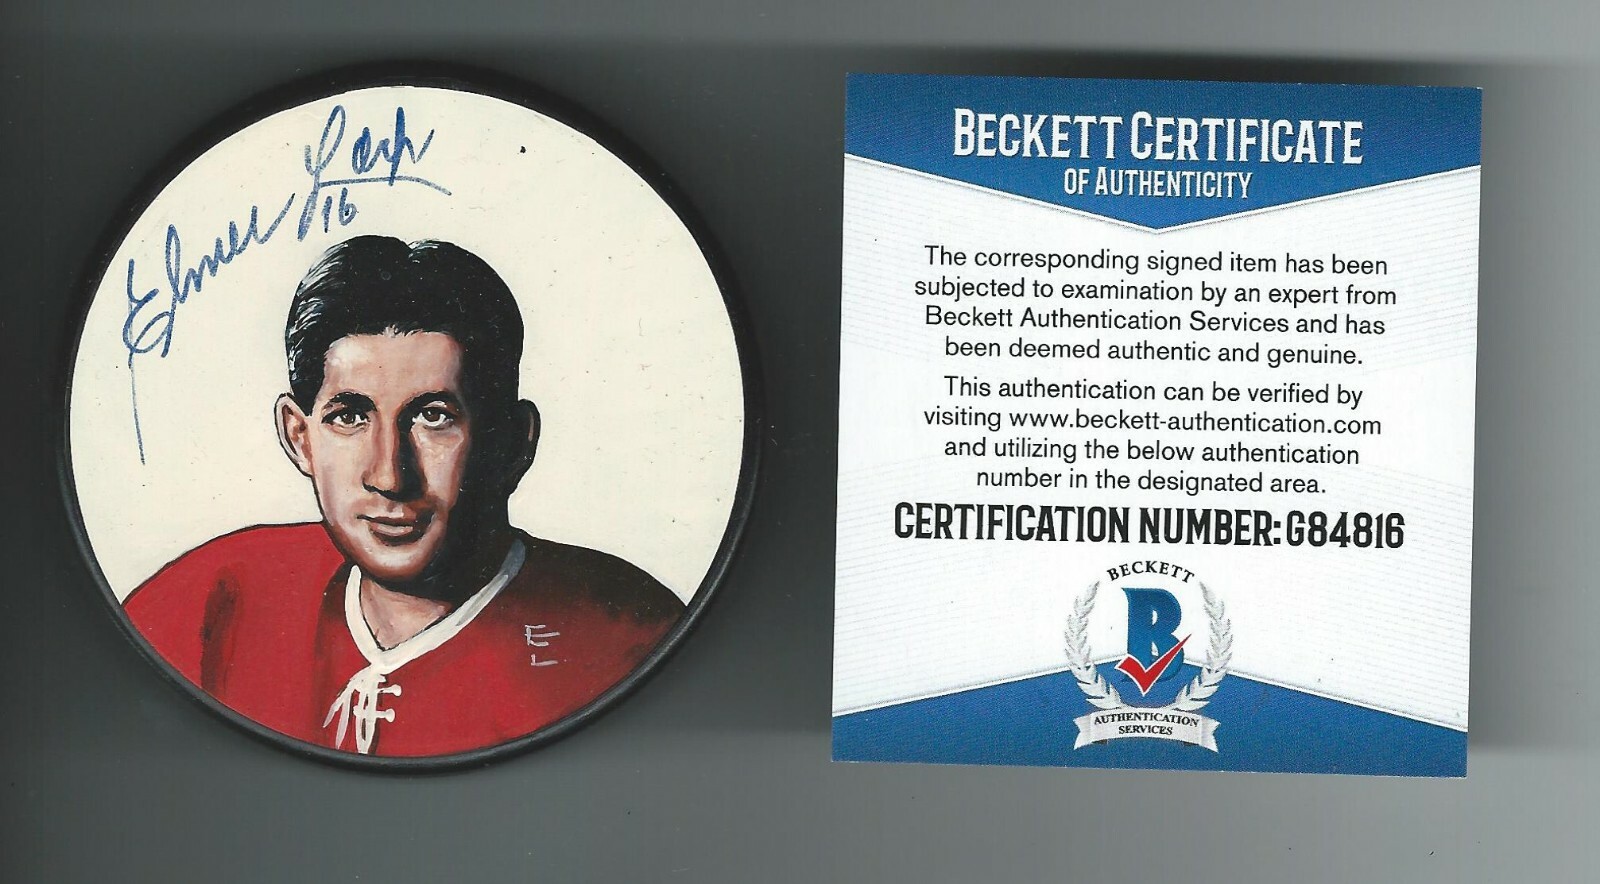 Elmer Lach
16
E
L
BECKETT CERTIFICATE
OF AUTHENTICITY
The corresponding signed item has been
subjected to examination by an expert from
Beckett Authentication Services and has
been deemed authentic and genuine.
This authentication can be verified by
visiting www.beckett-authentication.com
and utilizing the below authentication
number in the designated area.
CERTIFICATION NUMBER: G84816
BECKETT
B
AUTHENTICATION
SERVICES